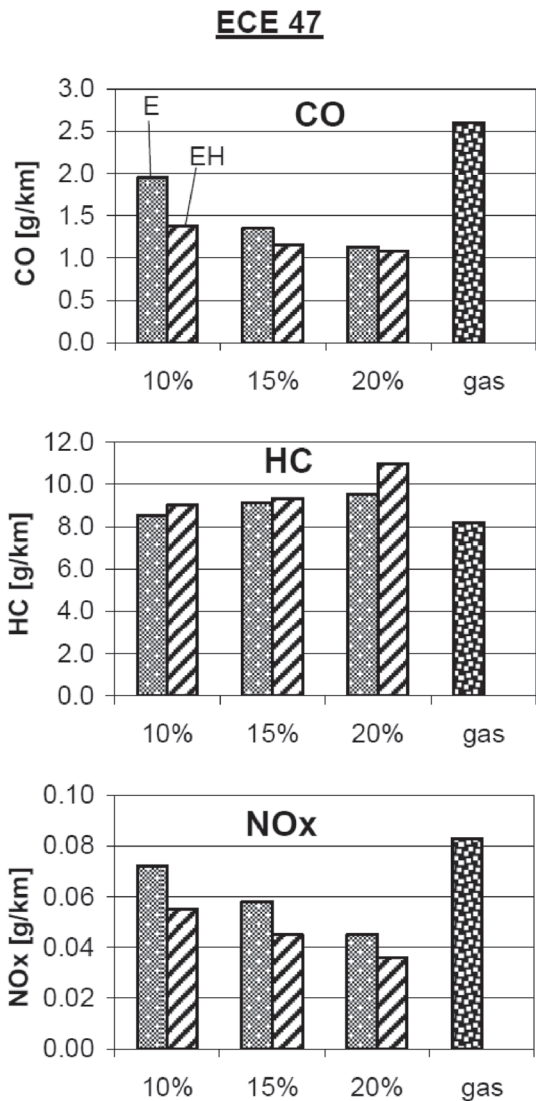 ECE 47
CO
CO [g/km]
3.0
2.5
2.0
1.5
1.0
0.5
0.0
E
EH
10% 15% 20% gas
HC
HC [g/km]
12.0
10.0
8.0
6.0
4.0
2.0
0.0
10% 15% 20% gas
NOx
NOx [g/km]
0.10
0.08
0.06
0.04
0.02
0.00
10% 15% 20% gas